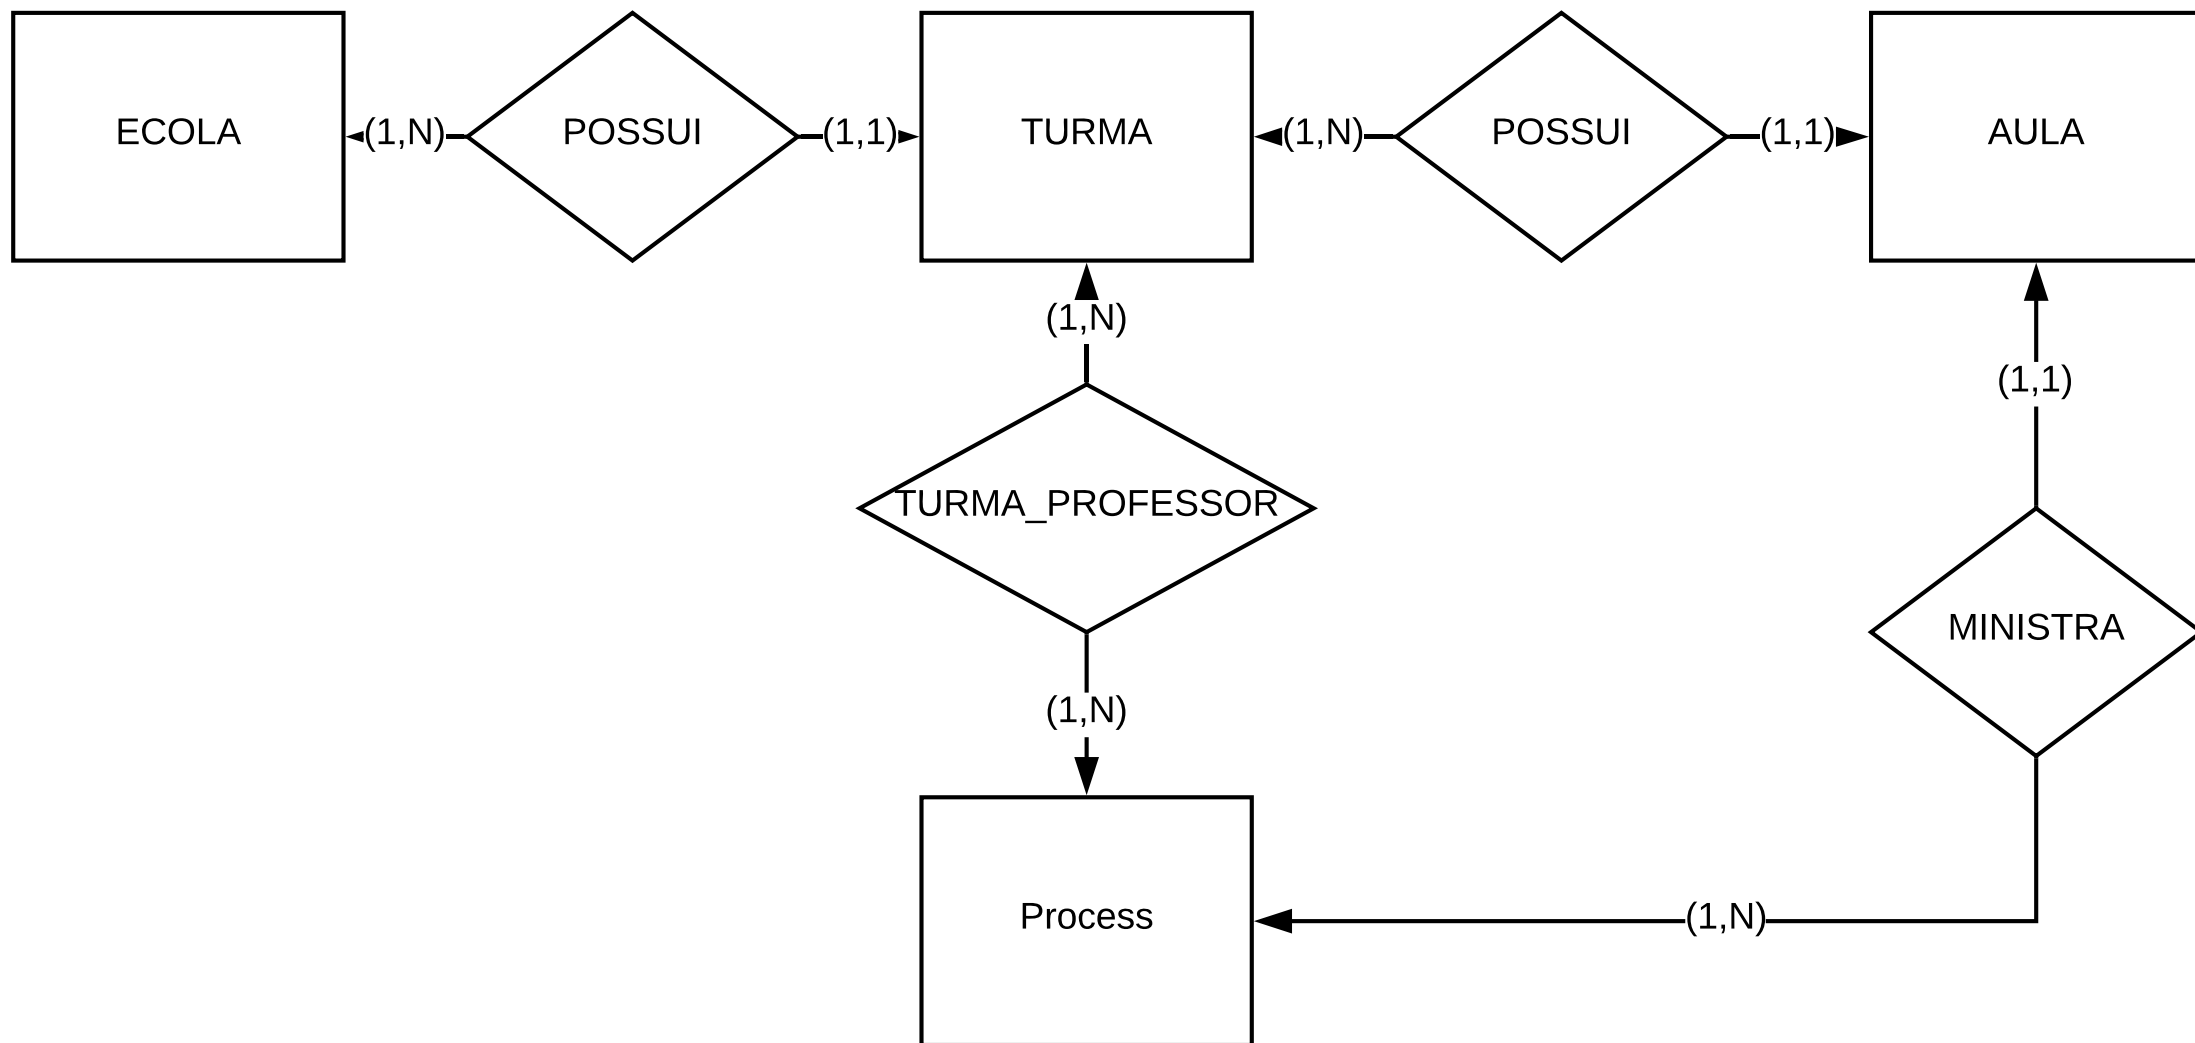 ECOLA
(1,N)
POSSUI
(1,1)
TURMA
(1,N)
POSSUI
(1,1)
AULA
(1,N)
(1,1)
TURMA_PROFESSOR
MINISTRA
(1,N)
Process
(1,N)